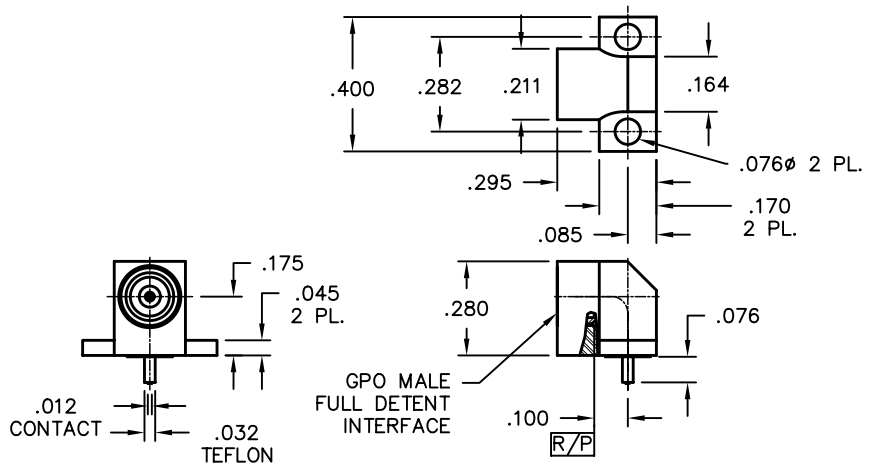 .400
.282
.211
.164
.076ø 2 PL.
.295
.170
2 PL.
.085
.175
.045
2 PL.
.280
.076
GPO MALE
FULL DETENT
INTERFACE
.100
R/P
.012
CONTACT
.032
TEFLON